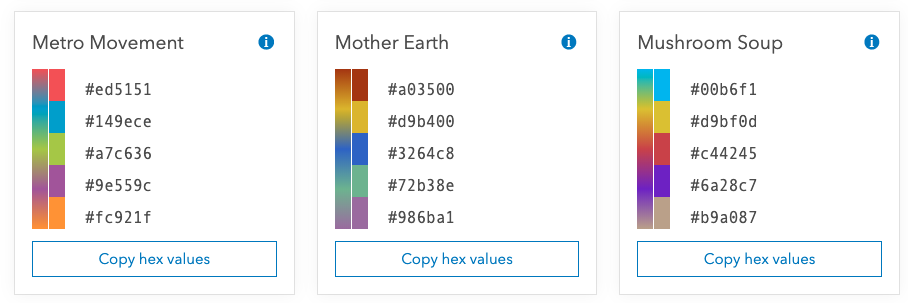 Metro Movement
#ed5151
#149ece
#a7c636
#9e559c
#fc921f
Copy hex values
Mother Earth
#a03500
#d9b400
#3264c8
#72b38e
#986ba1
Copy hex values
Mushroom Soup
#00b6f1
#d9bf0d
#c44245
#6a28c7
#b9a087
Copy hex values